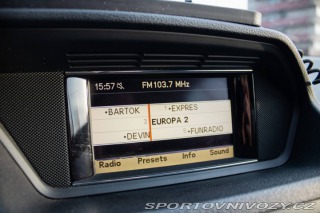 15:57 FM 103.7 MHz
•BARTOK •EXPRES
EUROPA 2
•DEVIN •FUNRADIO
Radio Presets Info Sound
SPORTOVNIVOZY.CZ